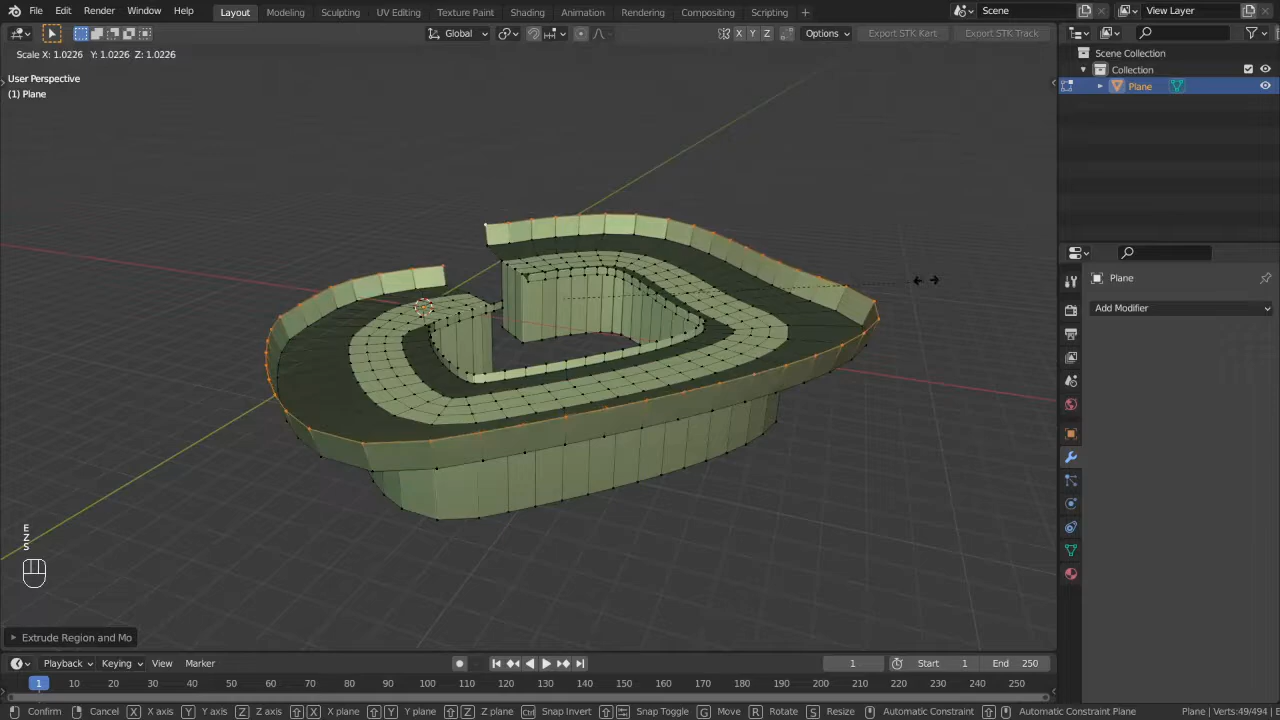 File Edit Render Window Help Layout Modeling Sculpting UV Editing Texture Paint Shading Animation Rendering Compositing Scripting + Scene View Layer
Global X Y Z Options Export STK Kart Export STK Track
Scale X: 1.0226 Y: 1.0226 Z: 1.0226
User Perspective
(1) Plane
Scene Collection
Collection
Plane
Plane
Add Modifier
E
Z
S
Extrude Region and Mo
Playback Keying View Marker 1 Start 1 End 250
1 10 20 30 40 50 60 70 80 90 100 110 120 130 140 150 160 170 180 190 200 210 220 230 240 250
Confirm Cancel X X axis Y Y axis Z Z axis X X plane Y Y plane Z Z plane Ctrl Snap Invert Snap Toggle G Move R Rotate S Resize Automatic Constraint Automatic Constraint Plane Plane | Verts:49/494 |